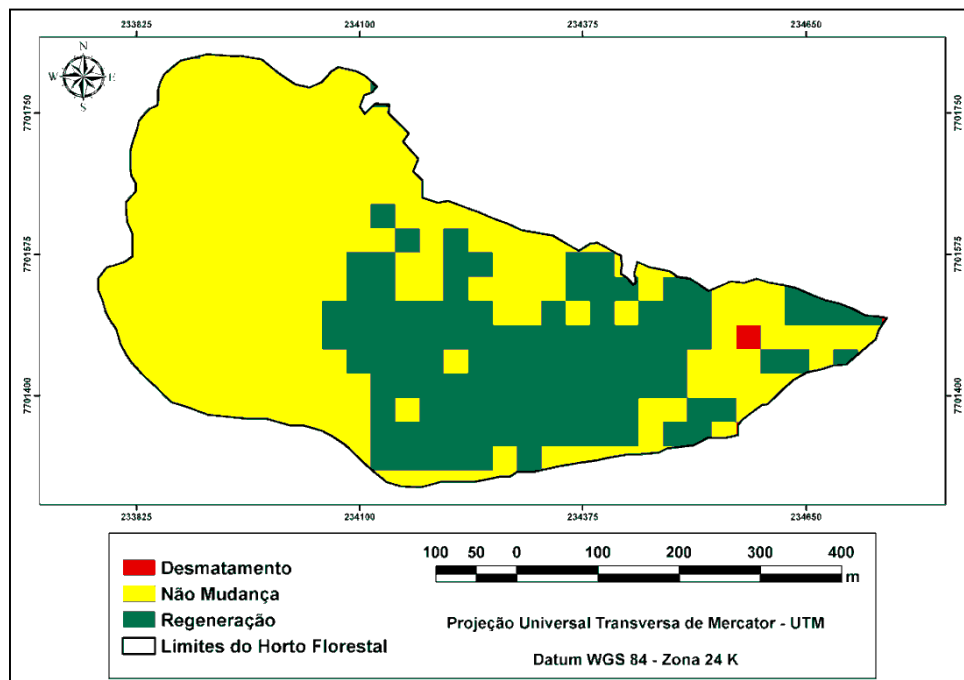 233825 234100 234375 234650
N
W E
S
7701750 7701750
7701575 7701575
7701400 7701400
233825 234100 234375 234650
Desmatamento
Não Mudança
Regeneração
Limites do Horto Florestal
100 50 0 100 200 300 400
m
Projeção Universal Transversa de Mercator - UTM
Datum WGS 84 - Zona 24 K